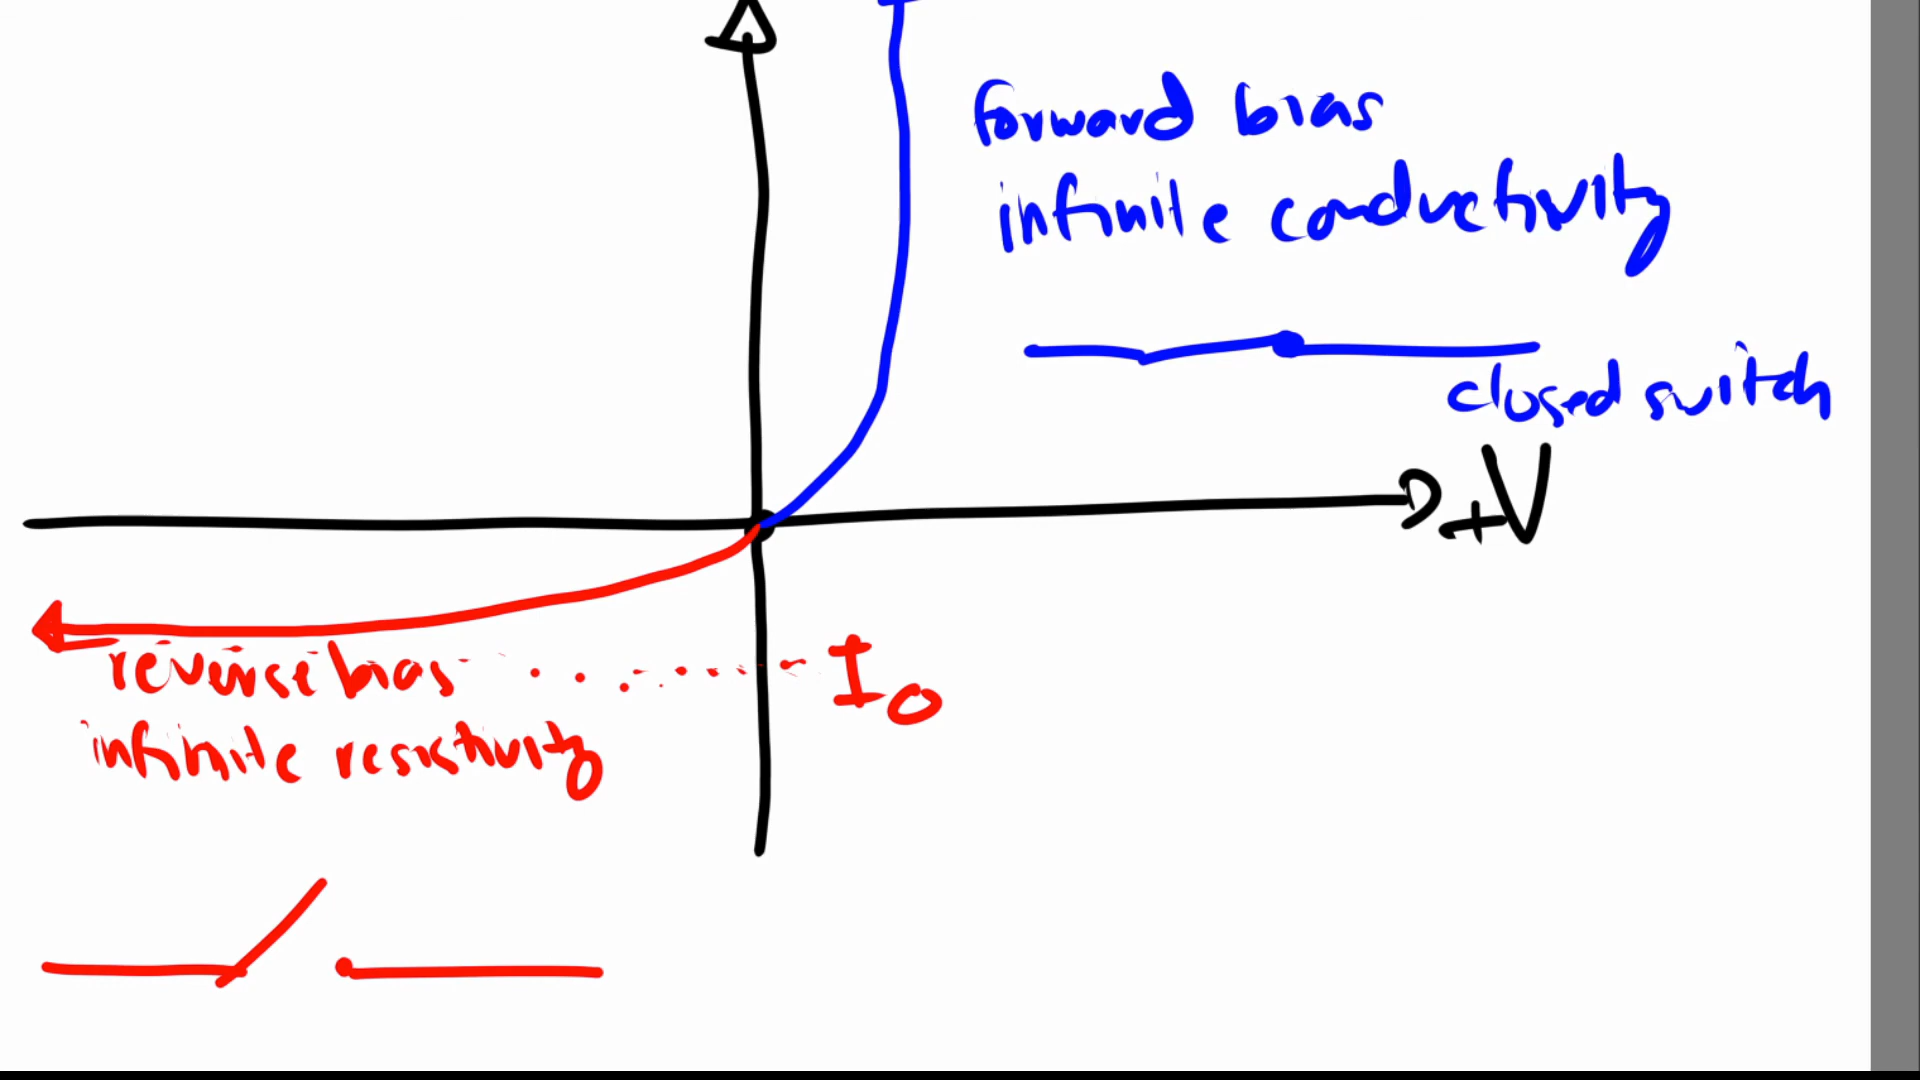 forward bias
infinite conductivity
closed switch
+V
reverse bias
I₀
infinite resistivity